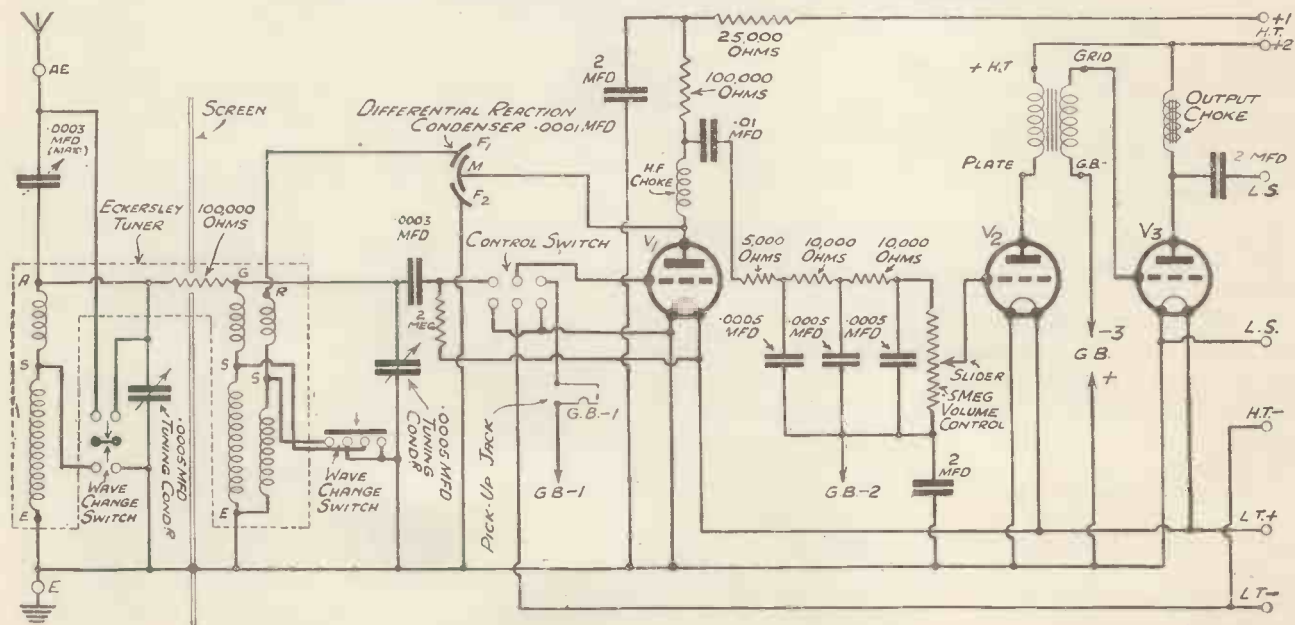 AE
.0003
MFD
(MAX)
SCREEN
ECKERSLEY
TUNER
100,000
OHMS
A
G
R
S
S
S
E
E
E
WAVE
CHANGE
SWITCH
.0005 MFD
TUNING
CONDR
WAVE
CHANGE
SWITCH
DIFFERENTIAL REACTION
CONDENSER .0001 MFD
F1
M
F2
.0003
MFD
2
MEG
CONTROL SWITCH
.0005 MFD
TUNING
CONDR
PICK-UP JACK
G.B.-1
G.B-1
2
MFD
25,000
OHMS
100,000
OHMS
.01
MFD
H.F
CHOKE
V1
5,000
OHMS
10,000
OHMS
10,000
OHMS
.0005
MFD
.0005
MFD
.0005
MFD
SLIDER
5MEG
VOLUME
CONTROL
G.B.-2
2
MFD
+ H.T
GRID
PLATE
G.B-
V2
V3
-3
G.B.
+
OUTPUT
CHOKE
2 MFD
L.S.
+1
H.T.
+2
L.S.
H.T-
L.T.+
L.T-